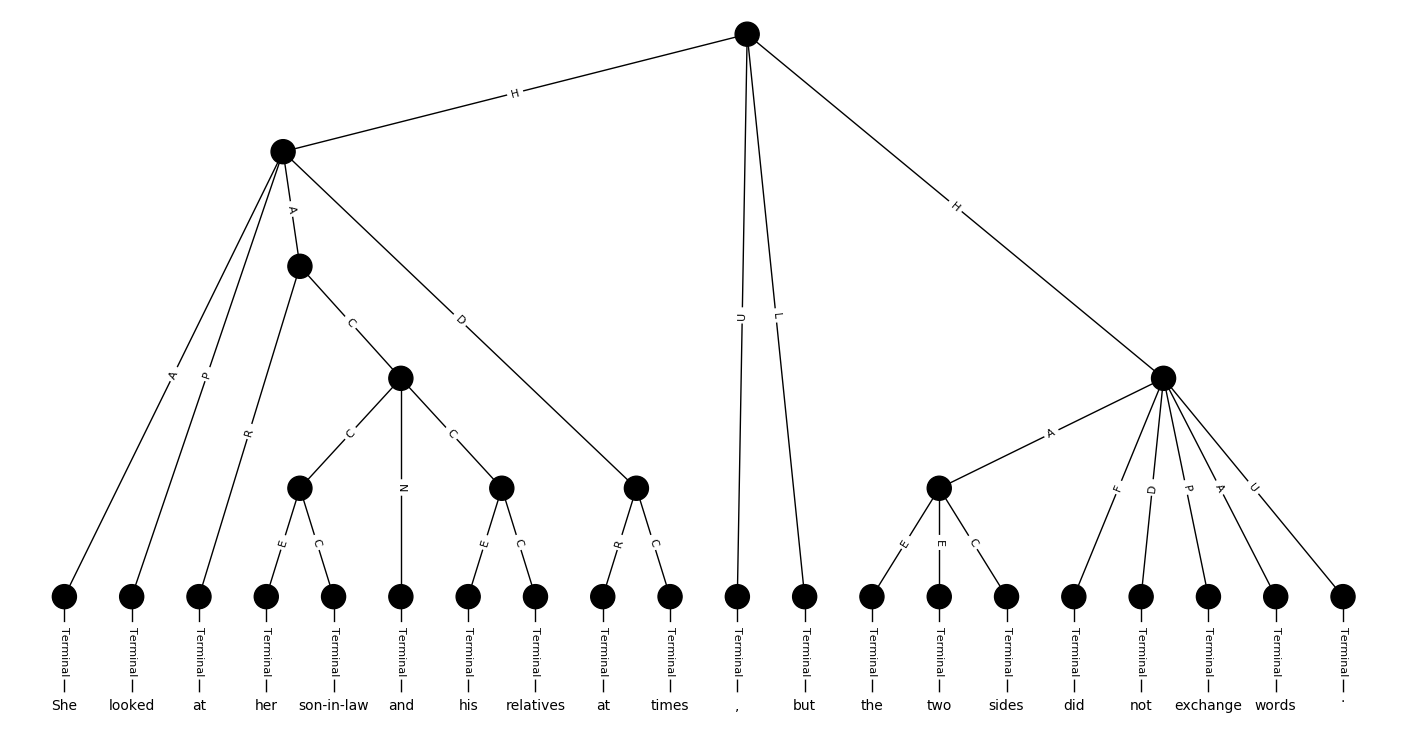 H
A
H
A
P
R
C
D
U
L
C
N
C
A
F
D
P
A
U
E
C
E
C
R
C
E
E
C
Terminal Terminal Terminal Terminal Terminal Terminal Terminal Terminal Terminal Terminal Terminal Terminal Terminal Terminal Terminal Terminal Terminal Terminal Terminal Terminal
She looked at her son-in-law and his relatives at times , but the two sides did not exchange words .